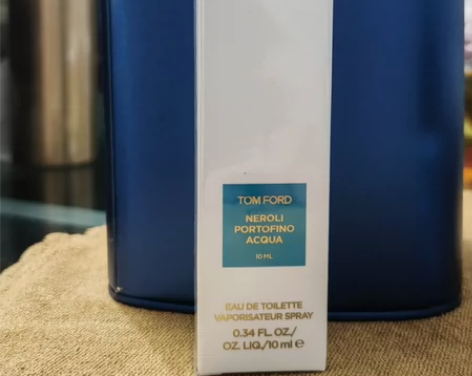 TOM FORD
NEROLI
PORTOFINO
ACQUA
10 ML
EAU DE TOILETTE
VAPORISATEUR SPRAY
0.34 FL. OZ./
OZ. LIQ./10 ml ℮